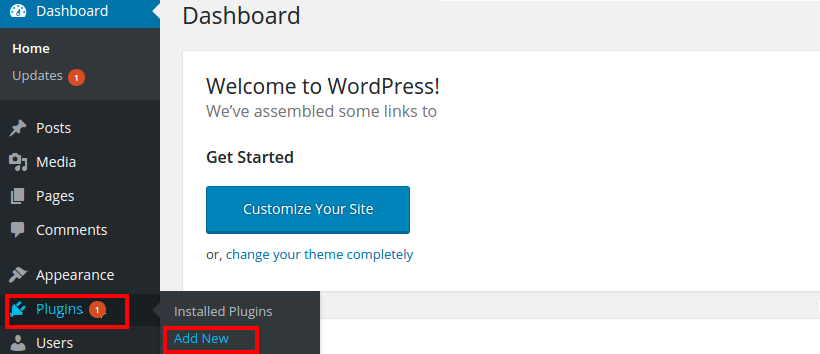 Dashboard
Home
Updates 1
Posts
Media
Pages
Comments
Appearance
Plugins 1
Users
Installed Plugins
Add New
Dashboard
Welcome to WordPress!
We've assembled some links to
Get Started
Customize Your Site
or, change your theme completely